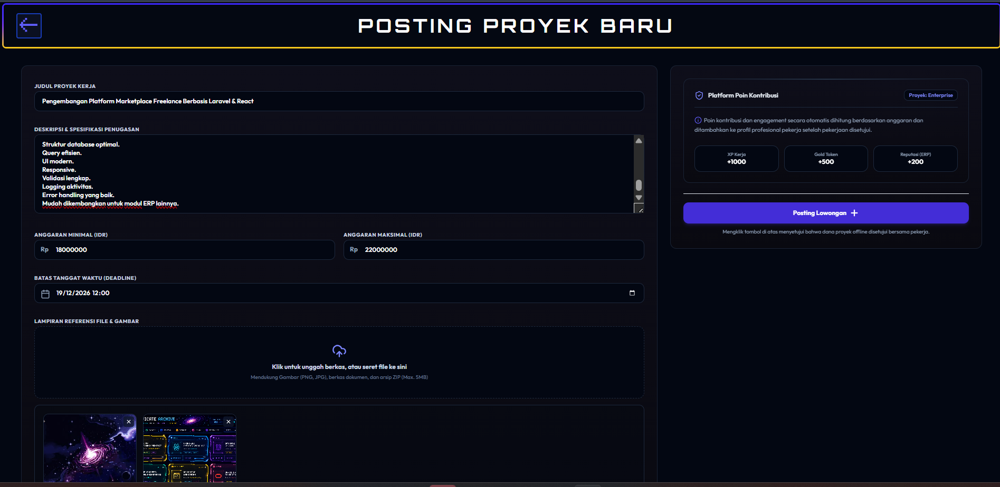 POSTING PROYEK BARU
JUDUL PROYEK KERJA
Pengembangan Platform Marketplace Freelance Berbasis Laravel & React
DESKRIPSI & SPESIFIKASI PENUGASAN
Struktur database optimal.
Query efisien.
UI modern.
Responsive.
Validasi lengkap.
Logging aktivitas.
Error handling yang baik.
Mudah dikembangkan untuk modul ERP lainnya.
ANGGARAN MINIMAL (IDR)
Rp 18000000
ANGGARAN MAKSIMAL (IDR)
Rp 22000000
BATAS TANGGAT WAKTU (DEADLINE)
19/12/2026 12:00
LAMPIRAN REFERENSI FILE & GAMBAR
Klik untuk unggah berkas, atau seret file ke sini
Mendukung Gambar (PNG, JPG), berkas dokumen, dan arsip ZIP (Max. 5MB)
ICATE ARCHIVE
Platform Poin Kontribusi
Proyek: Enterprise
Poin kontribusi dan engagement secara otomatis dihitung berdasarkan anggaran dan
ditambahkan ke profil profesional pekerja setelah pekerjaan disetujui.
XP Kerja
+1000
Gold Token
+500
Reputasi (ERP)
+200
Posting Lowongan
Mengklik tombol di atas menyetujui bahwa dana proyek offline disetujui bersama pekerja.